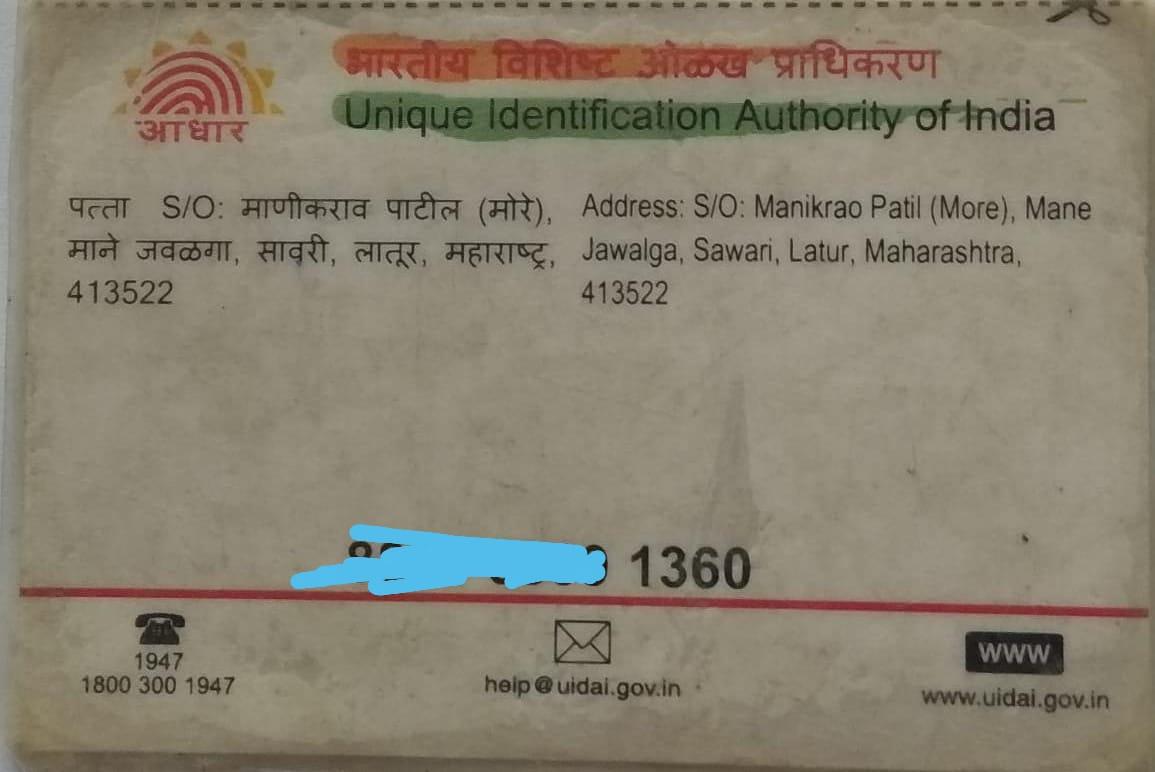 भारतीय विशिष्ट ओळख प्राधिकरण
Unique Identification Authority of India
आधार
पत्ता S/O: माणीकराव पाटील (मोरे),
माने जवळगा, सावरी, लातूर, महाराष्ट्र,
413522
Address: S/O: Manikrao Patil (More), Mane
Jawalga, Sawari, Latur, Maharashtra,
413522
1360
1947
1800 300 1947
help@uidai.gov.in
www
www.uidai.gov.in